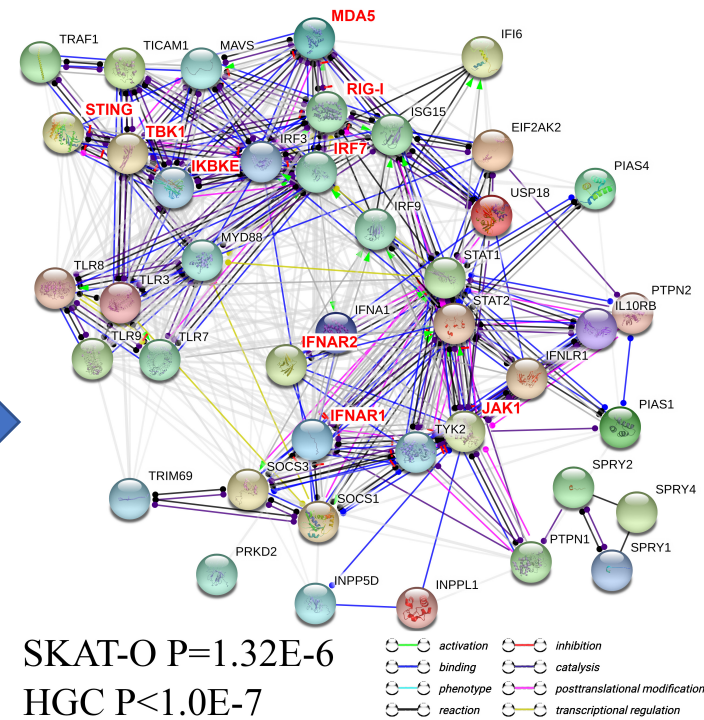 MDA5
TRAF1
TICAM1
MAVS
IFI6
RIG-I
STING
ISG15
TBK1
IRF3
IRF7
EIF2AK2
IKBKE
PIAS4
USP18
IRF9
MYD88
STAT1
TLR8
TLR3
PTPN2
STAT2
IL10RB
IFNA1
TLR9
TLR7
IFNAR2
IFNLR1
IFNAR1
JAK1
PIAS1
TYK2
SOCS3
SPRY2
TRIM69
SPRY4
SOCS1
PTPN1
SPRY1
PRKD2
INPP5D
INPPL1
SKAT-O P=1.32E-6
HGC P<1.0E-7
activation
inhibition
binding
catalysis
phenotype
posttranslational modification
reaction
transcriptional regulation